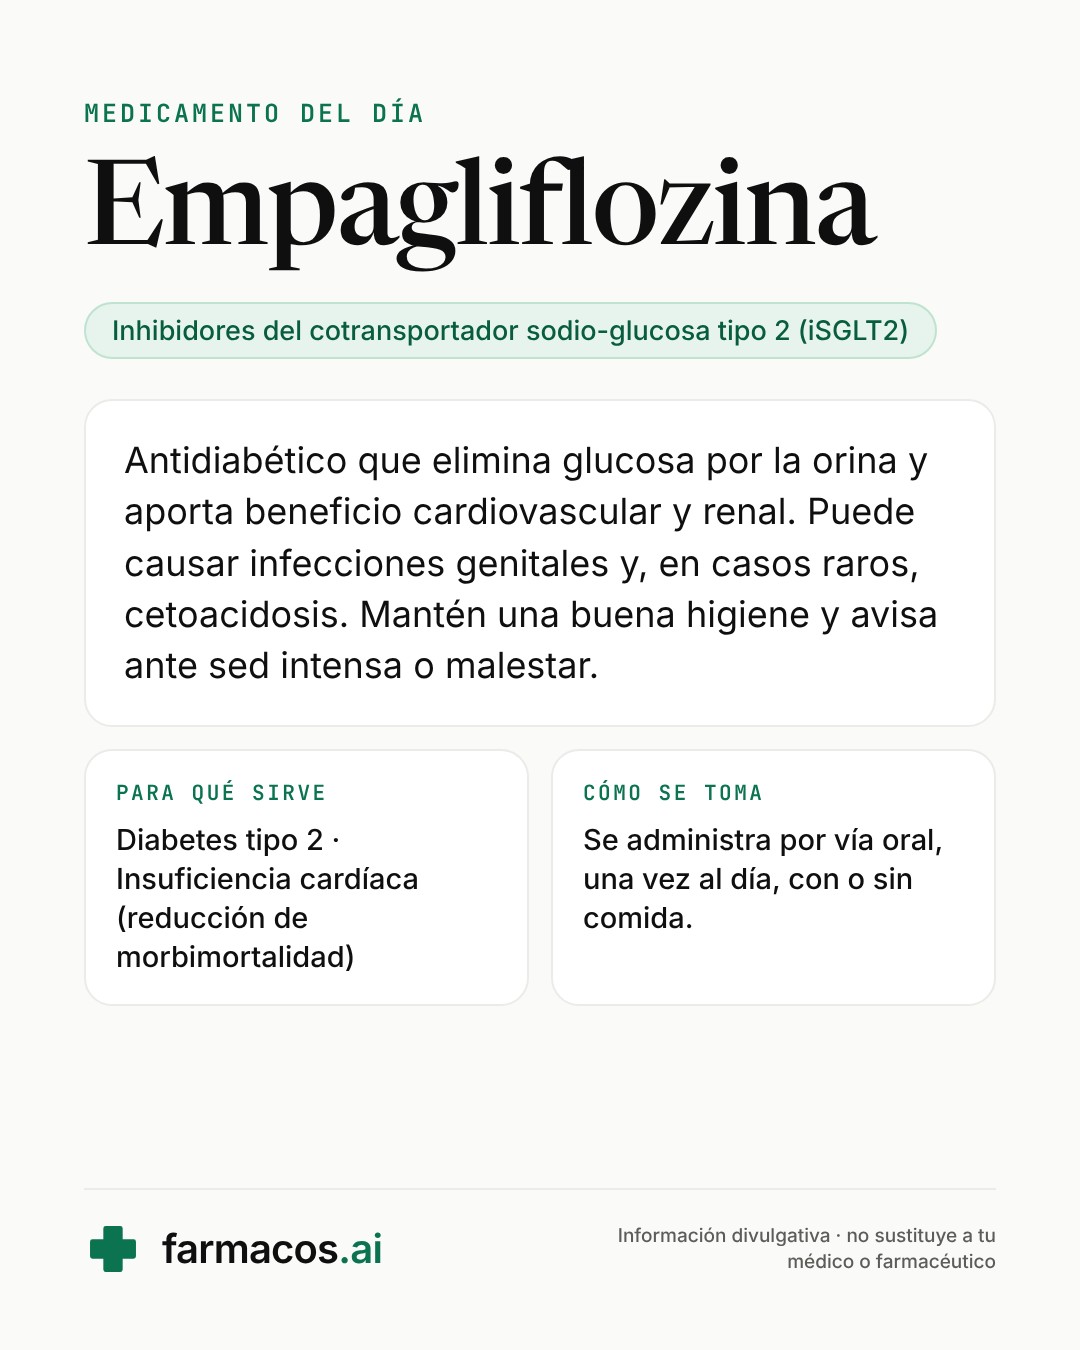 MEDICAMENTO DEL DÍA
Empagliflozina
Inhibidores del cotransportador sodio-glucosa tipo 2 (iSGLT2)
Antidiabético que elimina glucosa por la orina y
aporta beneficio cardiovascular y renal. Puede
causar infecciones genitales y, en casos raros,
cetoacidosis. Mantén una buena higiene y avisa
ante sed intensa o malestar.
PARA QUÉ SIRVE
Diabetes tipo 2 ·
Insuficiencia cardíaca
(reducción de
morbimortalidad)
CÓMO SE TOMA
Se administra por vía oral,
una vez al día, con o sin
comida.
farmacos.ai
Información divulgativa · no sustituye a tu
médico o farmacéutico